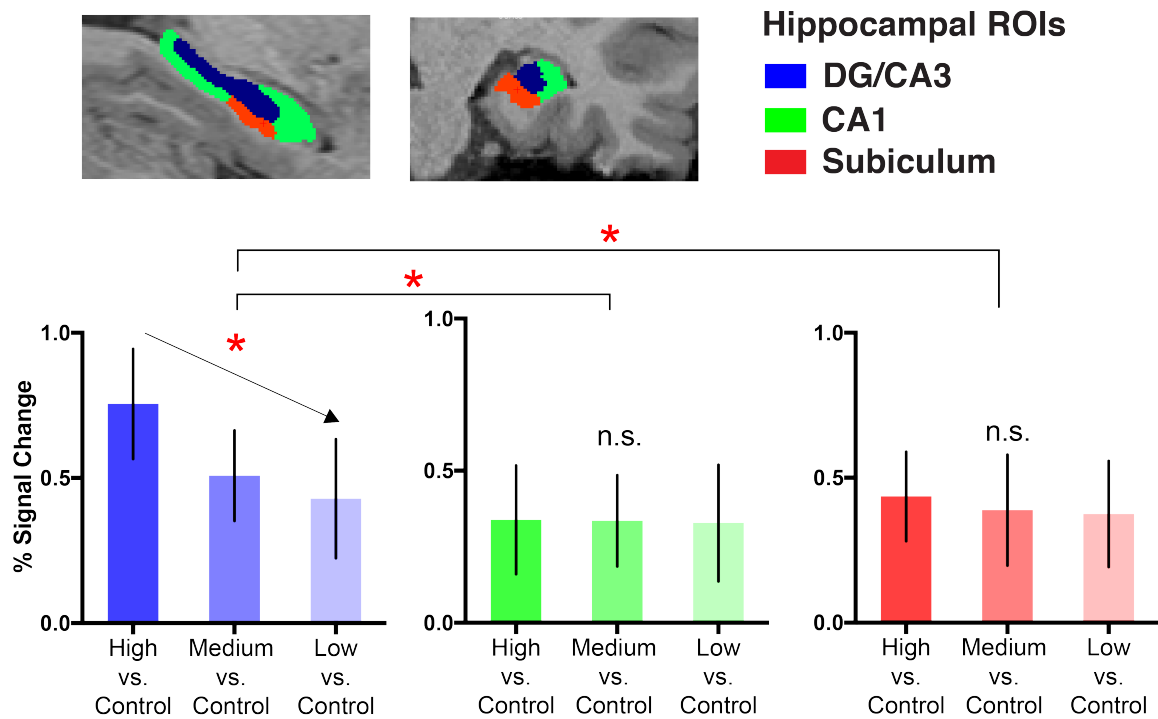 Hippocampal ROIs
DG/CA3
CA1
Subiculum
*
*
*
% Signal Change
1.0
0.5
0.0
High vs. Control
Medium vs. Control
Low vs. Control
1.0
0.5
0.0
n.s.
High vs. Control
Medium vs. Control
Low vs. Control
1.0
0.5
0.0
n.s.
High vs. Control
Medium vs. Control
Low vs. Control